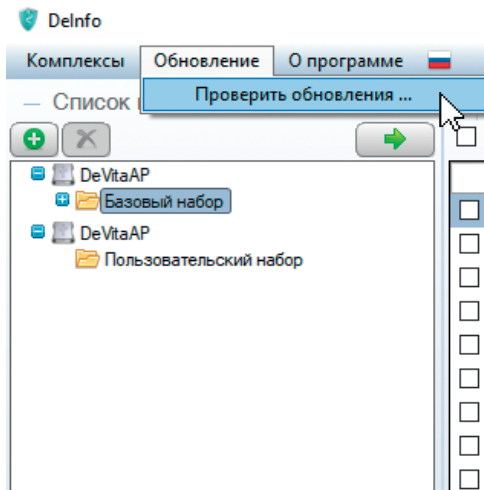 DeInfo
Комплексы Обновление О программе
Проверить обновления ...
Список
DeVitaAP
Базовый набор
DeVitaAP
Пользовательский набор